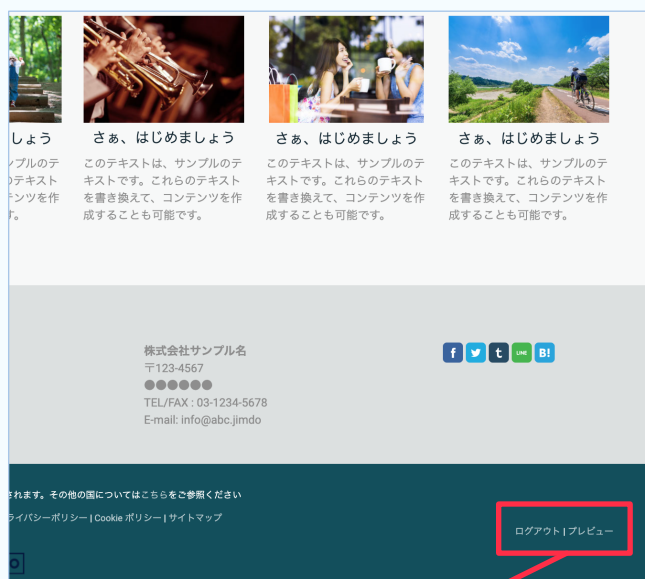 しょう
ンプルのテ
のテキスト
テンツを作
す。
さぁ、はじめましょう
このテキストは、サンプルのテ
キストです。これらのテキスト
を書き換えて、コンテンツを作
成することも可能です。
さぁ、はじめましょう
このテキストは、サンプルのテ
キストです。これらのテキスト
を書き換えて、コンテンツを作
成することも可能です。
さぁ、はじめましょう
このテキストは、サンプルのテ
キストです。これらのテキスト
を書き換えて、コンテンツを作
成することも可能です。
株式会社サンプル名
〒123-4567
●●●●●●
TEL/FAX : 03-1234-5678
E-mail: info@abc.jimdo
f t LINE B!
されます。その他の国についてはこちらをご参照ください
ライバシーポリシー | Cookie ポリシー | サイトマップ
ログアウト | プレビュー